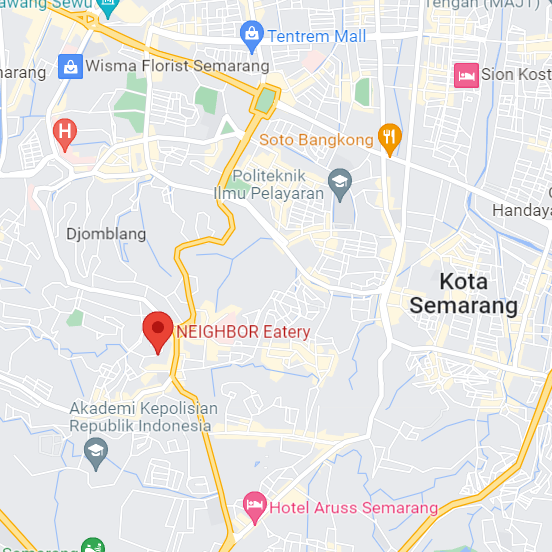 awang Sewu
Tengah (MAJT)
Tentrem Mall
marang
Wisma Florist Semarang
Sion Kost
H
Soto Bangkong
Politeknik
Ilmu Pelayaran
Handaya
Djomblang
Kota
Semarang
NEIGHBOR Eatery
Akademi Kepolisian
Republik Indonesia
Hotel Aruss Semarang
Semarang